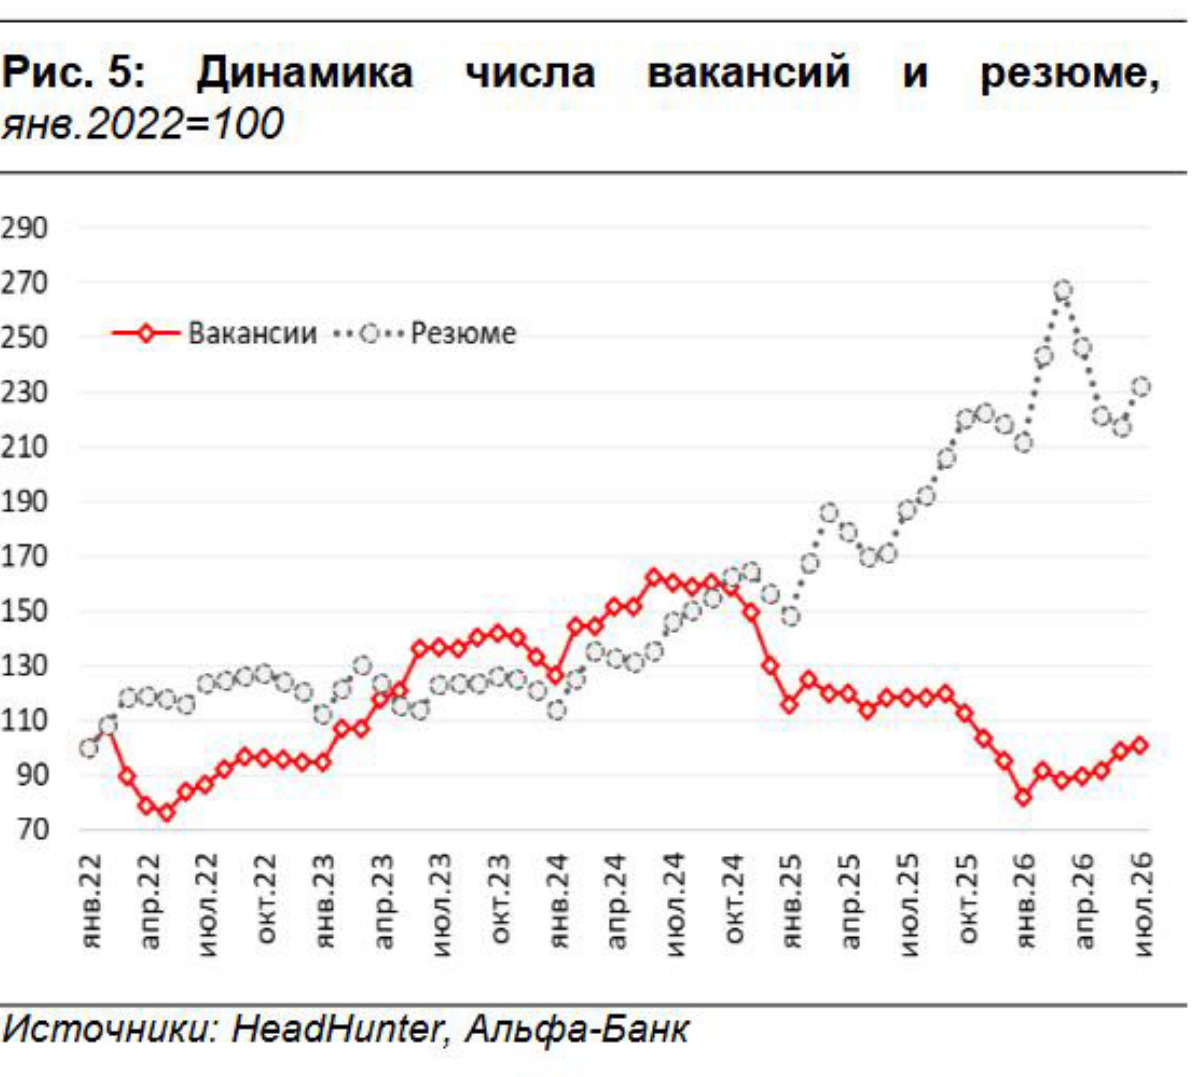 Рис. 5: Динамика числа вакансий и резюме,
янв.2022=100
290
270
250
230
210
190
170
150
130
110
90
70
Вакансии Резюме
янв.22 апр.22 июл.22 окт.22 янв.23 апр.23 июл.23 окт.23 янв.24 апр.24 июл.24 окт.24 янв.25 апр.25 июл.25 окт.25 янв.26 апр.26 июл.26
Источники: HeadHunter, Альфа-Банк